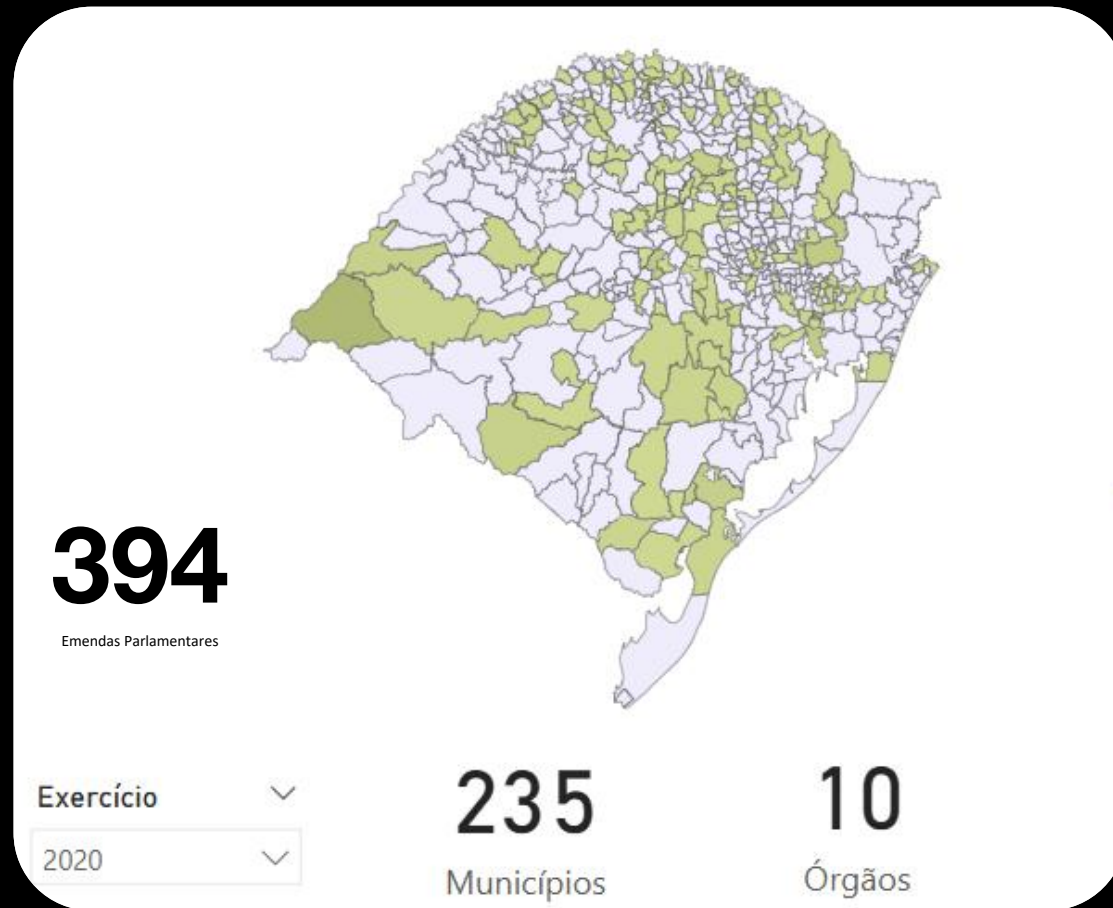 394
Emendas Parlamentares
Exercício
2020
235
Municípios
10
Órgãos